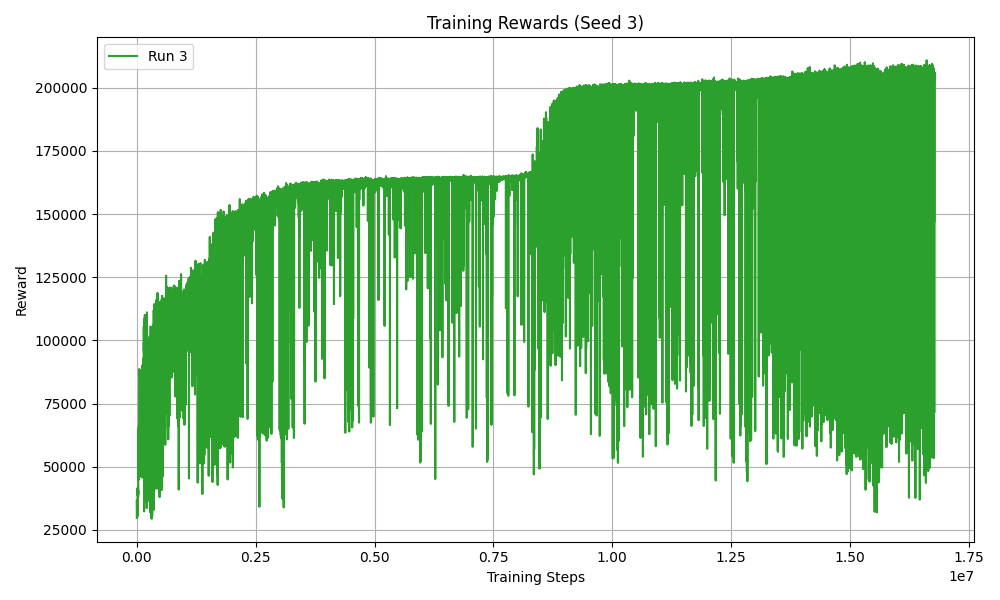 Training Rewards (Seed 3)
Run 3
200000
175000
150000
125000
100000
75000
50000
25000
Reward
0.00 0.25 0.50 0.75 1.00 1.25 1.50 1.75
1e7
Training Steps